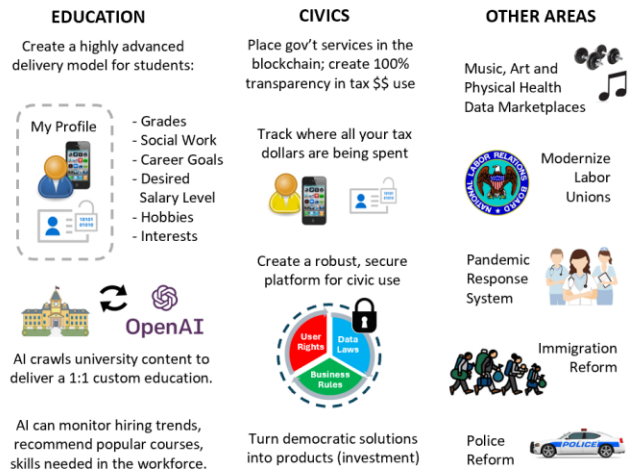 EDUCATION
Create a highly advanced
delivery model for students:
My Profile
- Grades
- Social Work
- Career Goals
- Desired
Salary Level
- Hobbies
- Interests
10101
01010
OpenAI
AI crawls university content to
deliver a 1:1 custom education.
AI can monitor hiring trends,
recommend popular courses,
skills needed in the workforce.
CIVICS
Place gov't services in the
blockchain; create 100%
transparency in tax $$ use
Track where all your tax
dollars are being spent
10101
01010
Create a robust, secure
platform for civic use
User
Rights
Data
Laws
Business
Rules
Turn democratic solutions
into products (investment)
OTHER AREAS
Music, Art and
Physical Health
Data Marketplaces
NATIONAL LABOR RELATIONS
BOARD
Modernize
Labor
Unions
Pandemic
Response
System
Immigration
Reform
Police
Reform
POLICE